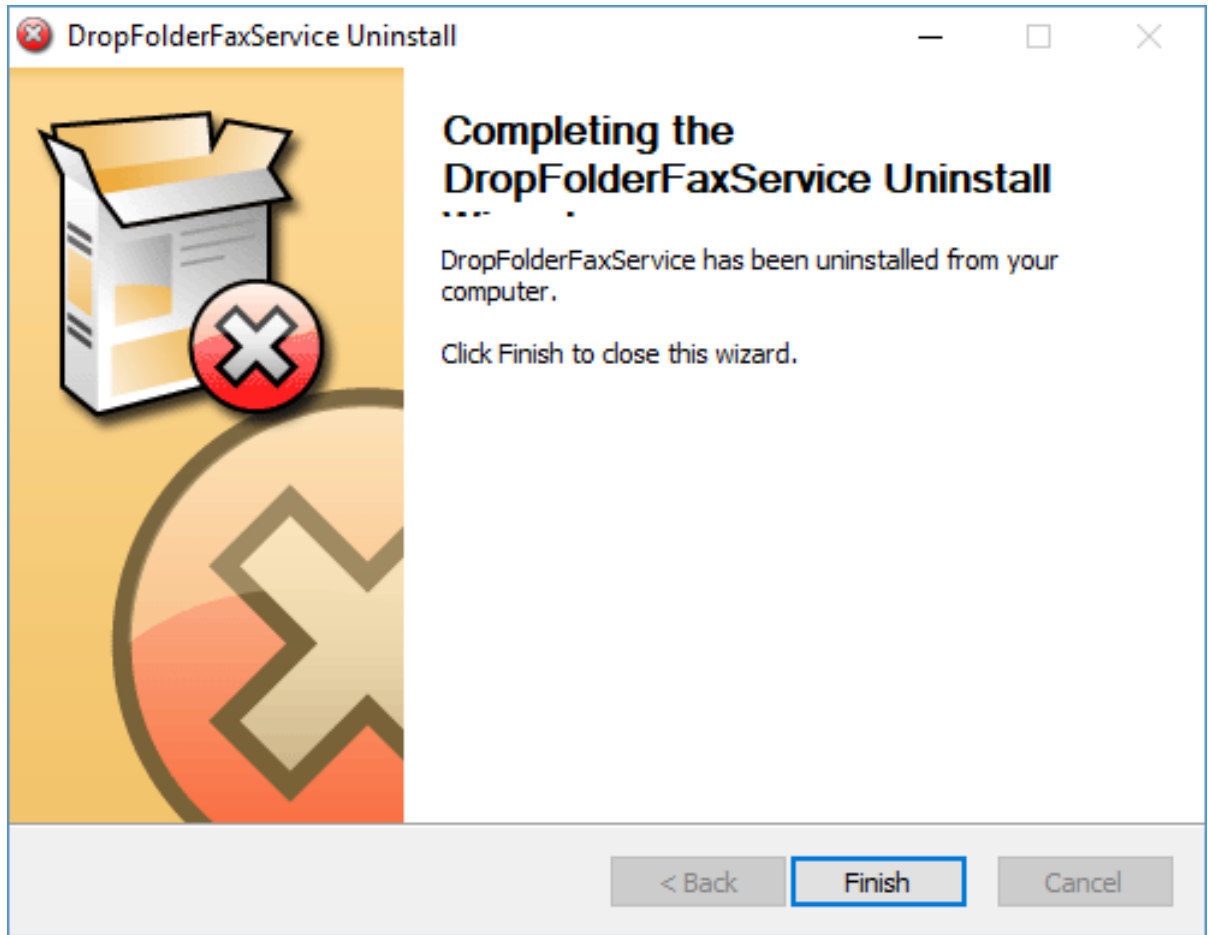 DropFolderFaxService Uninstall
Completing the
DropFolderFaxService Uninstall
DropFolderFaxService has been uninstalled from your
computer.
Click Finish to close this wizard.
< Back
Finish
Cancel